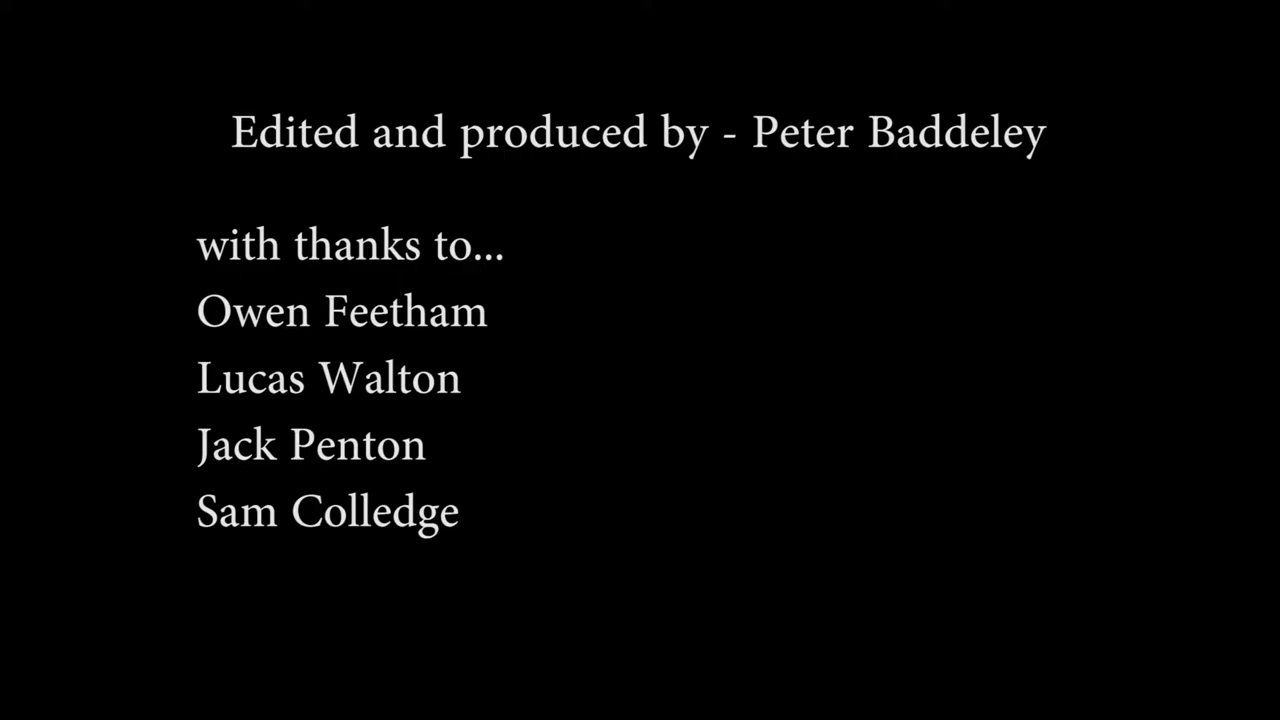 Edited and produced by - Peter Baddeley
with thanks to...
Owen Feetham
Lucas Walton
Jack Penton
Sam Colledge